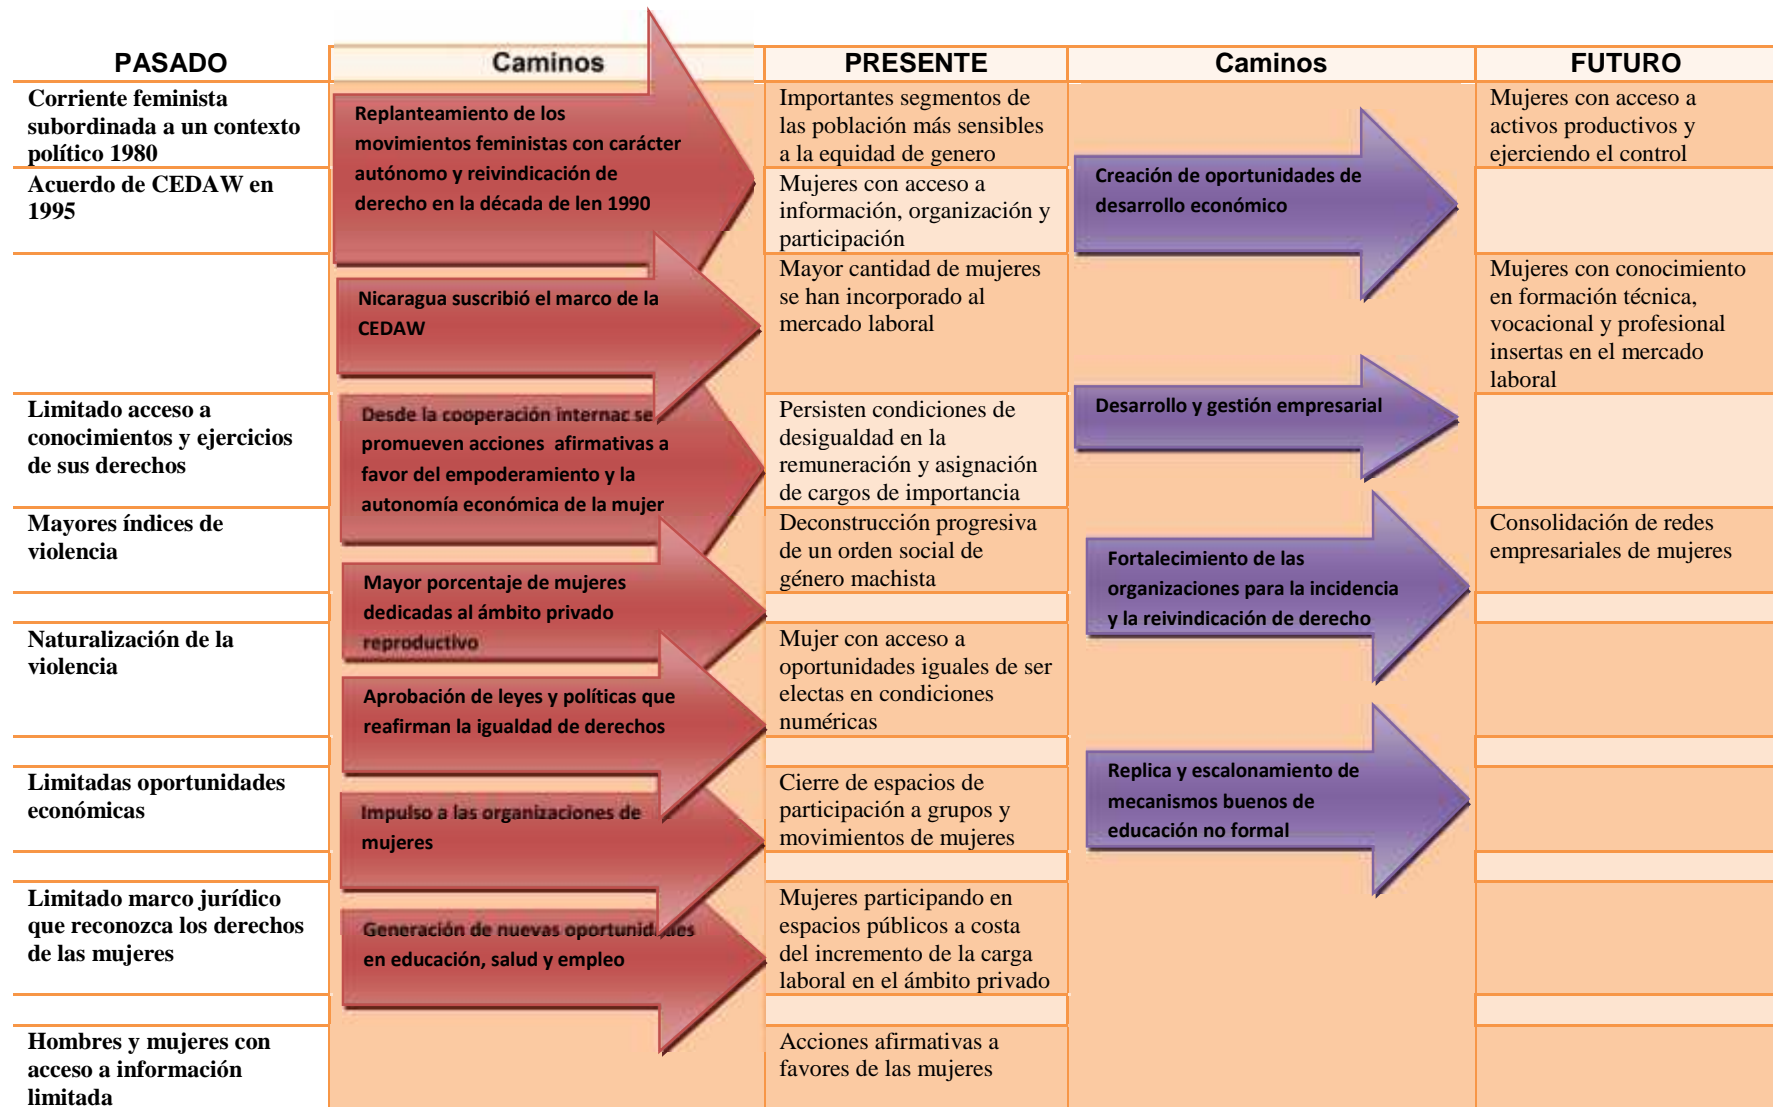 PASADO
Caminos
PRESENTE
Caminos
FUTURO
Corriente feminista
subordinada a un contexto
político 1980
Acuerdo de CEDAW en
1995
Limitado acceso a
conocimientos y ejercicios
de sus derechos
Mayores índices de
violencia
Naturalización de la
violencia
Limitadas oportunidades
económicas
Limitado marco jurídico
que reconozca los derechos
de las mujeres
Hombres y mujeres con
acceso a información
limitada
Replanteamiento de los
movimientos feministas con carácter
autónomo y reivindicación de
derecho en la década de len 1990
Nicaragua suscribió el marco de la
CEDAW
Desde la cooperación internac se
promueven acciones afirmativas a
favor del empoderamiento y la
autonomía económica de la mujer
Mayor porcentaje de mujeres
dedicadas al ámbito privado
reproductivo
Aprobación de leyes y políticas que
reafirman la igualdad de derechos
Impulso a las organizaciones de
mujeres
Generación de nuevas oportunidades
en educación, salud y empleo
Importantes segmentos de
las población más sensibles
a la equidad de genero
Mujeres con acceso a
información, organización y
participación
Mayor cantidad de mujeres
se han incorporado al
mercado laboral
Persisten condiciones de
desigualdad en la
remuneración y asignación
de cargos de importancia
Deconstrucción progresiva
de un orden social de
género machista
Mujer con acceso a
oportunidades iguales de ser
electas en condiciones
numéricas
Cierre de espacios de
participación a grupos y
movimientos de mujeres
Mujeres participando en
espacios públicos a costa
del incremento de la carga
laboral en el ámbito privado
Acciones afirmativas a
favores de las mujeres
Creación de oportunidades de
desarrollo económico
Desarrollo y gestión empresarial
Fortalecimiento de las
organizaciones para la incidencia
y la reivindicación de derecho
Replica y escalonamiento de
mecanismos buenos de
educación no formal
Mujeres con acceso a
activos productivos y
ejerciendo el control
Mujeres con conocimiento
en formación técnica,
vocacional y profesional
insertas en el mercado
laboral
Consolidación de redes
empresariales de mujeres